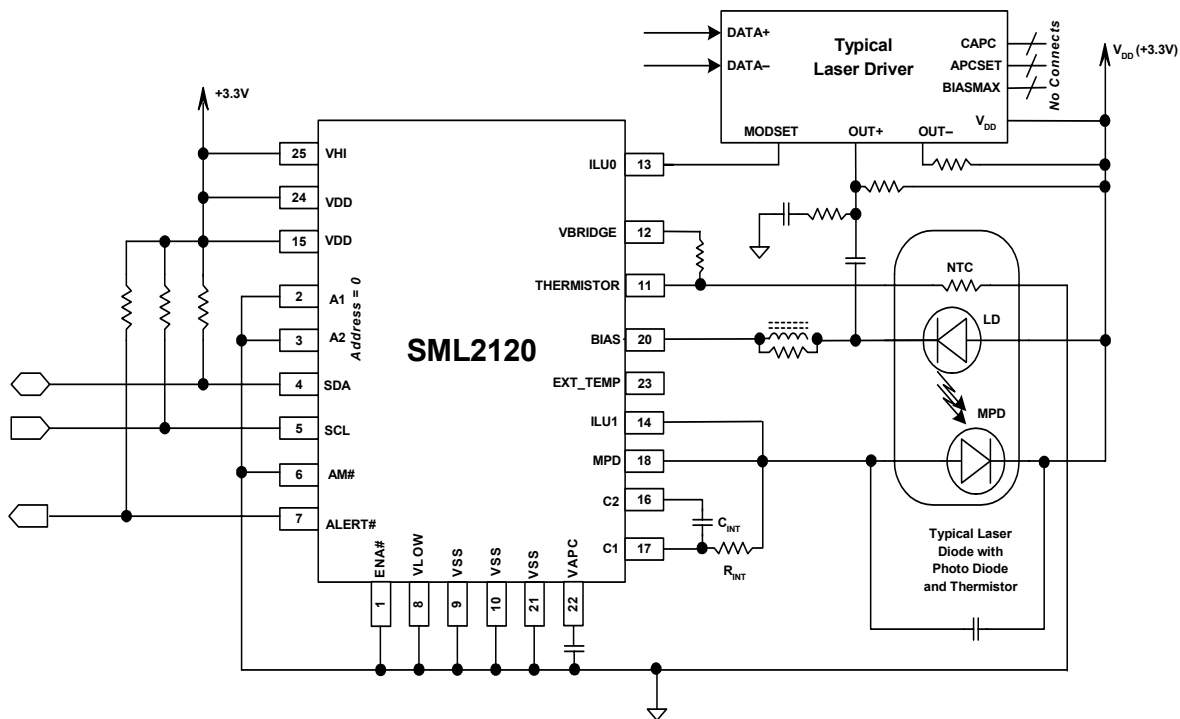 DATA+
DATA–
Typical
Laser Driver
CAPC
APCSET
BIASMAX
No Connects
V_DD
V_DD (+3.3V)
MODSET
OUT+
OUT–
+3.3V
25 VHI
24 VDD
15 VDD
2 A1
3 A2
Address = 0
4 SDA
5 SCL
6 AM#
7 ALERT#
SML2120
ILU0 13
VBRIDGE 12
THERMISTOR 11
BIAS 20
EXT_TEMP 23
ILU1 14
MPD 18
C2 16
C1 17
C_INT
R_INT
NTC
LD
MPD
Typical Laser
Diode with
Photo Diode
and Thermistor
ENA# 1
VLOW 8
VSS 9
VSS 10
VSS 21
VAPC 22